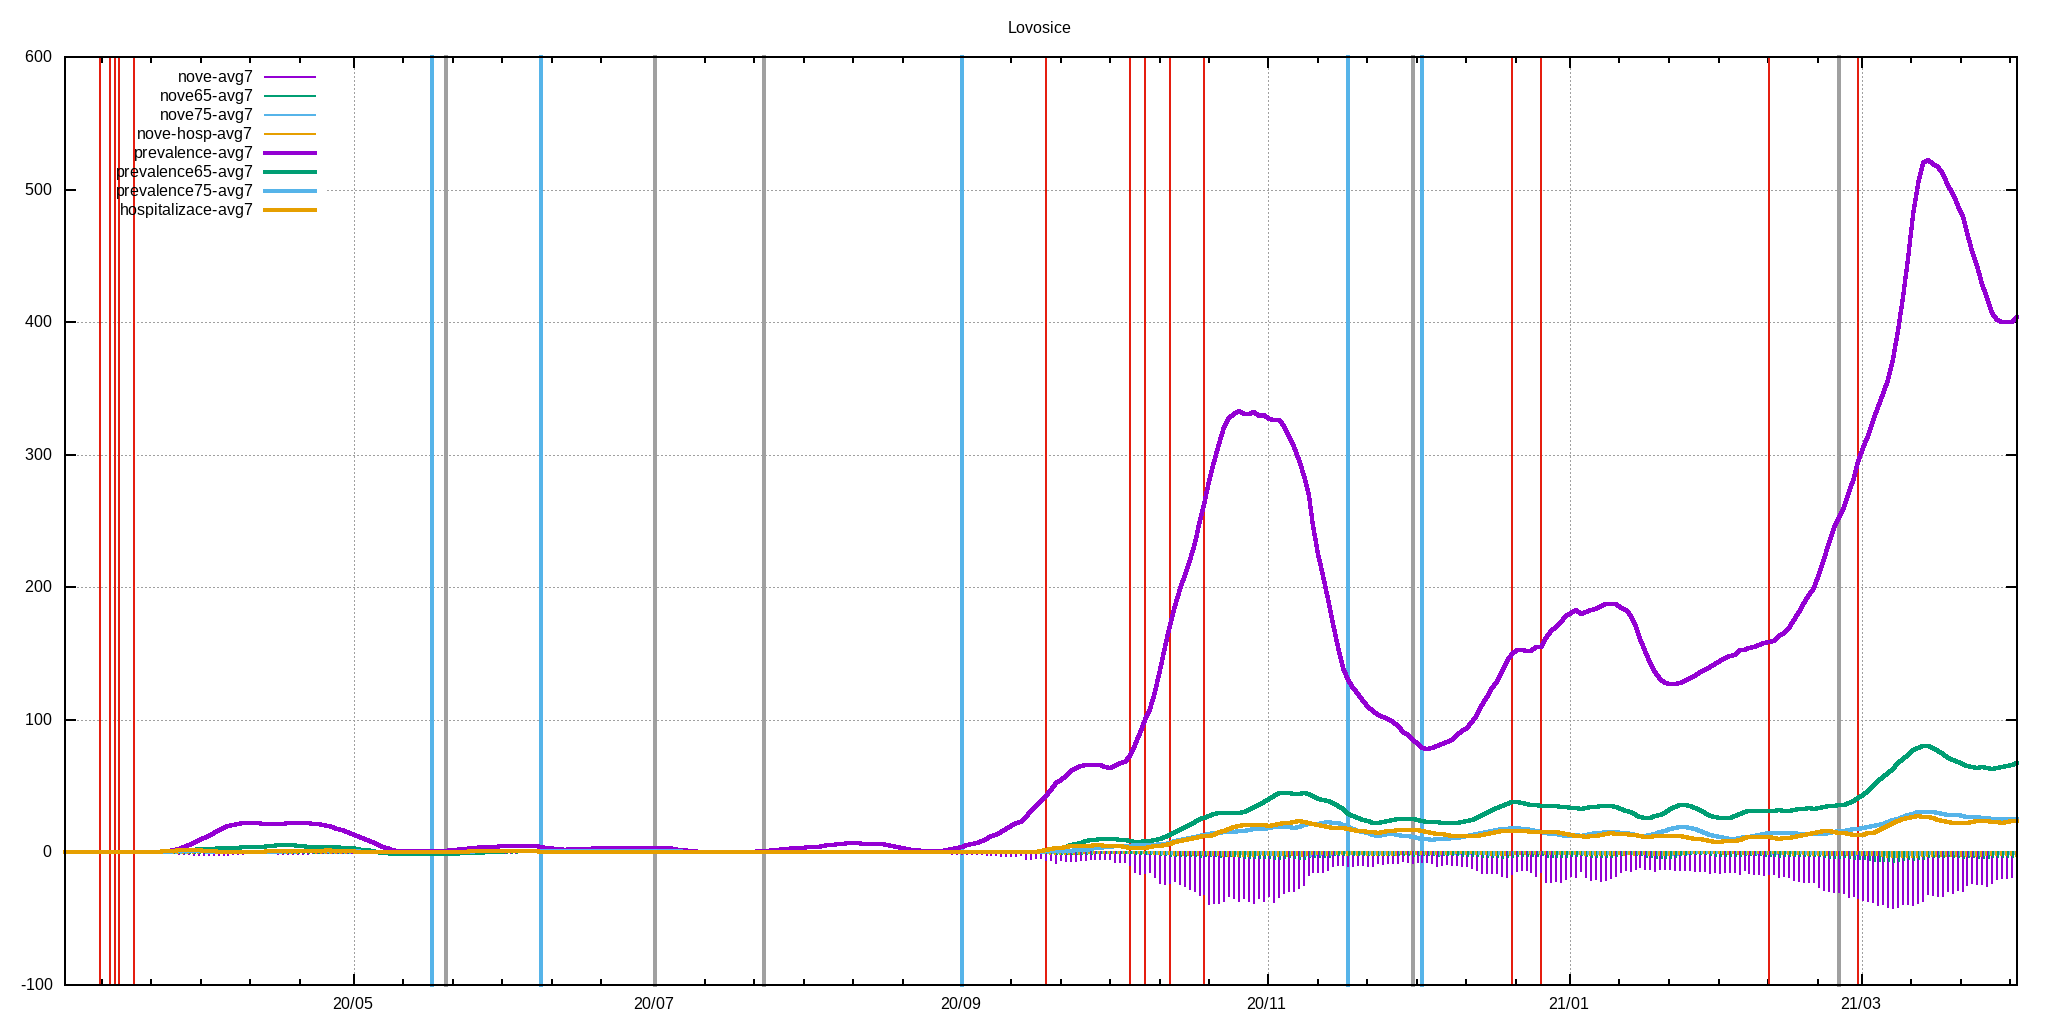 Lovosice
600
500
400
300
200
100
0
-100
nove-avg7
nove65-avg7
nove75-avg7
nove-hosp-avg7
prevalence-avg7
prevalence65-avg7
prevalence75-avg7
hospitalizace-avg7
20/05
20/07
20/09
20/11
21/01
21/03